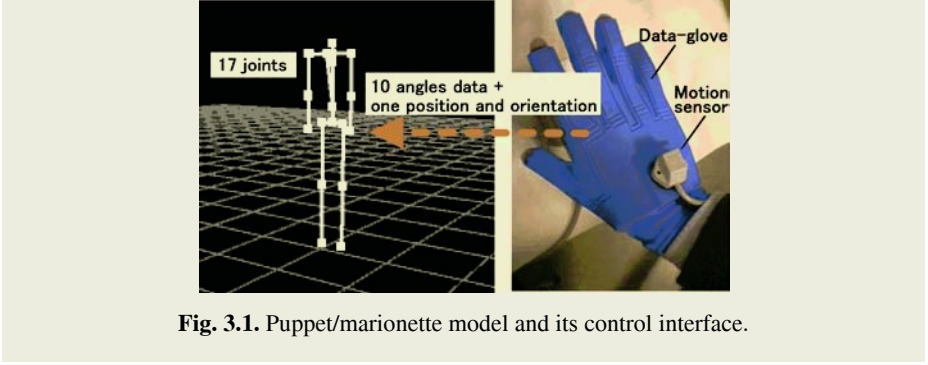 17 joints
10 angles data +
one position and orientation
Data-glove
Motion
sensor
Fig. 3.1. Puppet/marionette model and its control interface.